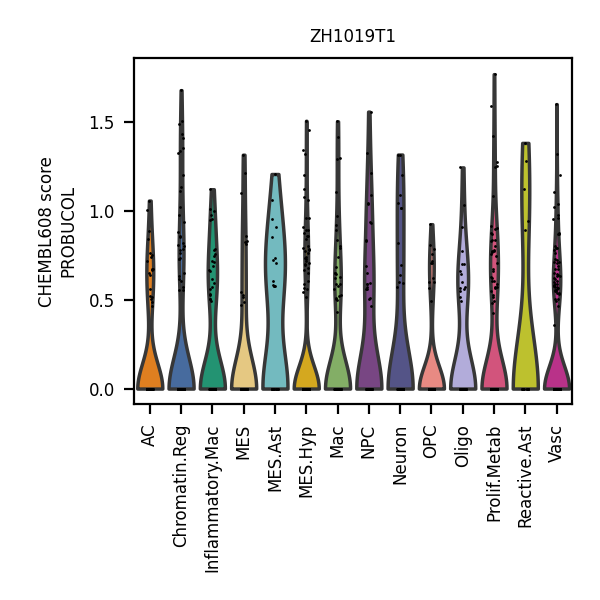 ZH1019T1
CHEMBL608 score
PROBUCOL
1.5
1.0
0.5
0.0
AC
Chromatin.Reg
Inflammatory.Mac
MES
MES.Ast
MES.Hyp
Mac
NPC
Neuron
OPC
Oligo
Prolif.Metab
Reactive.Ast
Vasc